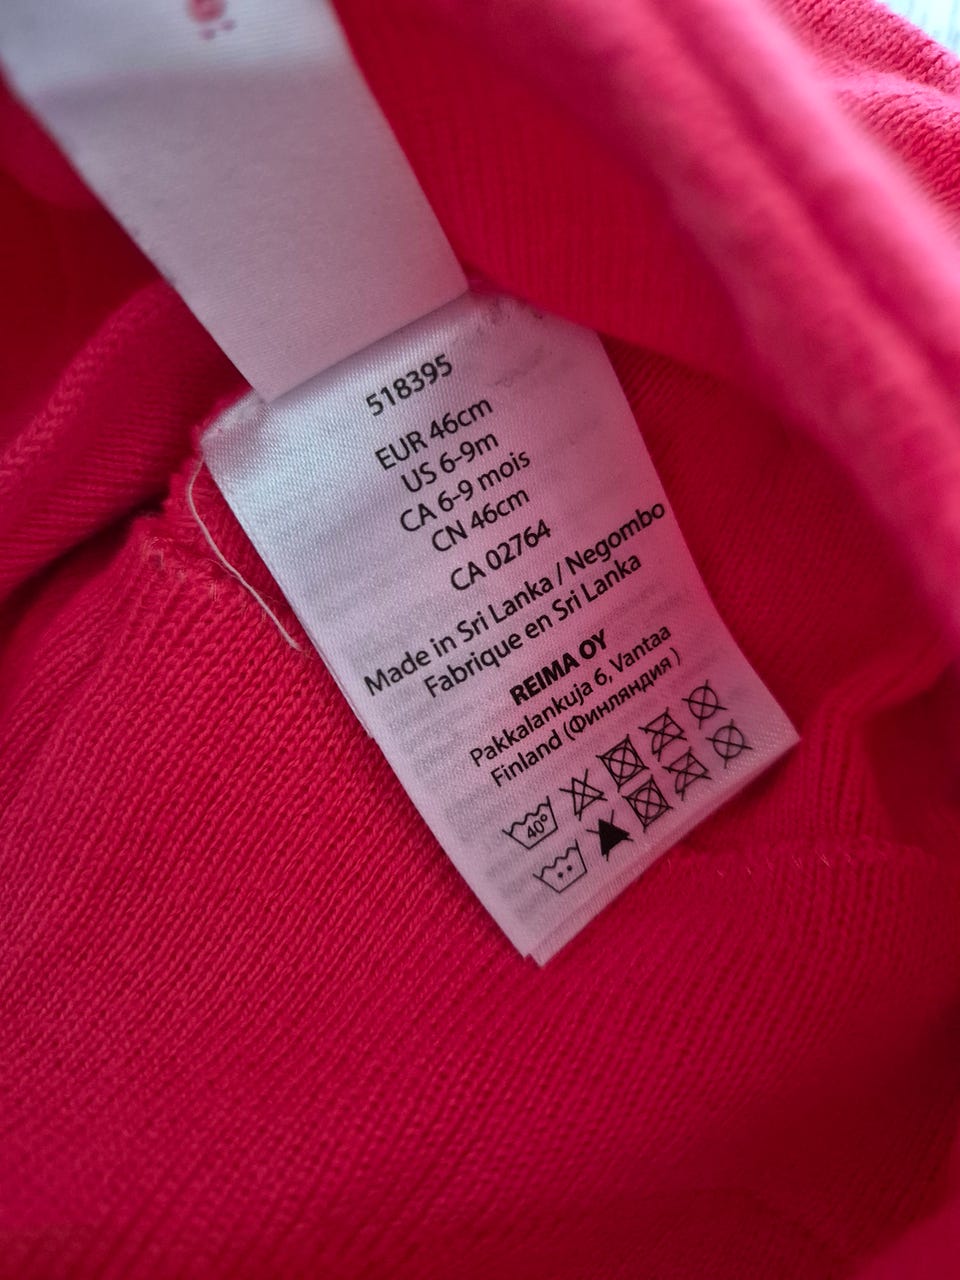 518395
EUR 46cm
US 6-9m
CA 6-9 mois
CN 46cm
CA 02764
Made in Sri Lanka / Negombo
Fabrique en Sri Lanka
REIMA OY
Pakkalankuja 6, Vantaa
Finland (Финляндия )
40°